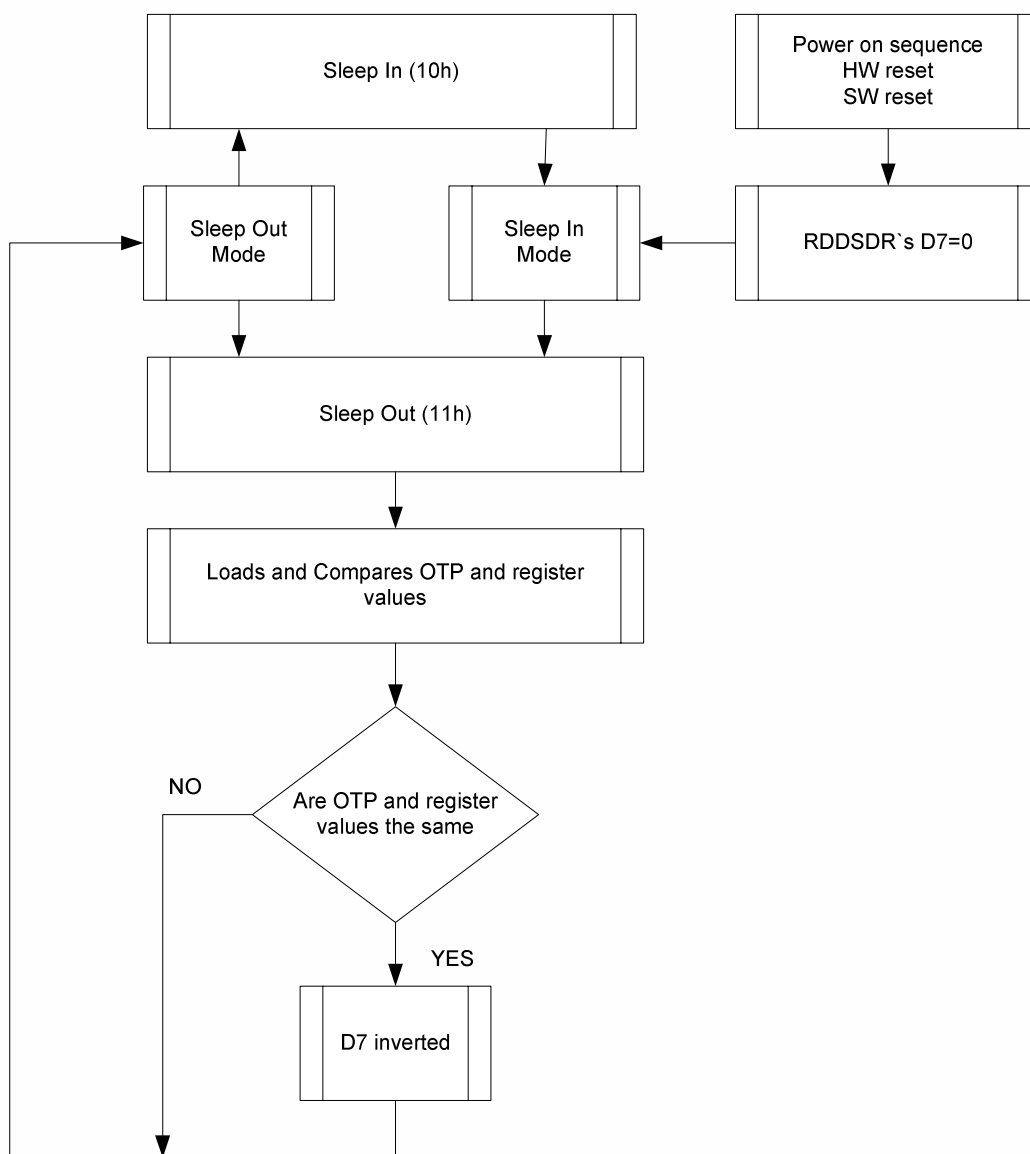 Sleep In (10h)
Power on sequence
HW reset
SW reset
Sleep Out
Mode
Sleep In
Mode
RDDSDR`s D7=0
Sleep Out (11h)
Loads and Compares OTP and register
values
Are OTP and register
values the same
NO
YES
D7 inverted